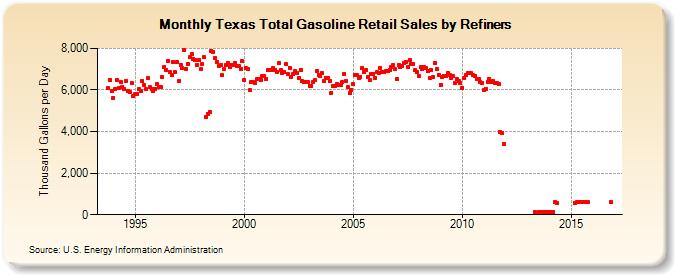 Monthly Texas Total Gasoline Retail Sales by Refiners
Thousand Gallons per Day
8,000
6,000
4,000
2,000
0
1995 2000 2005 2010 2015
Source: U.S. Energy Information Administration